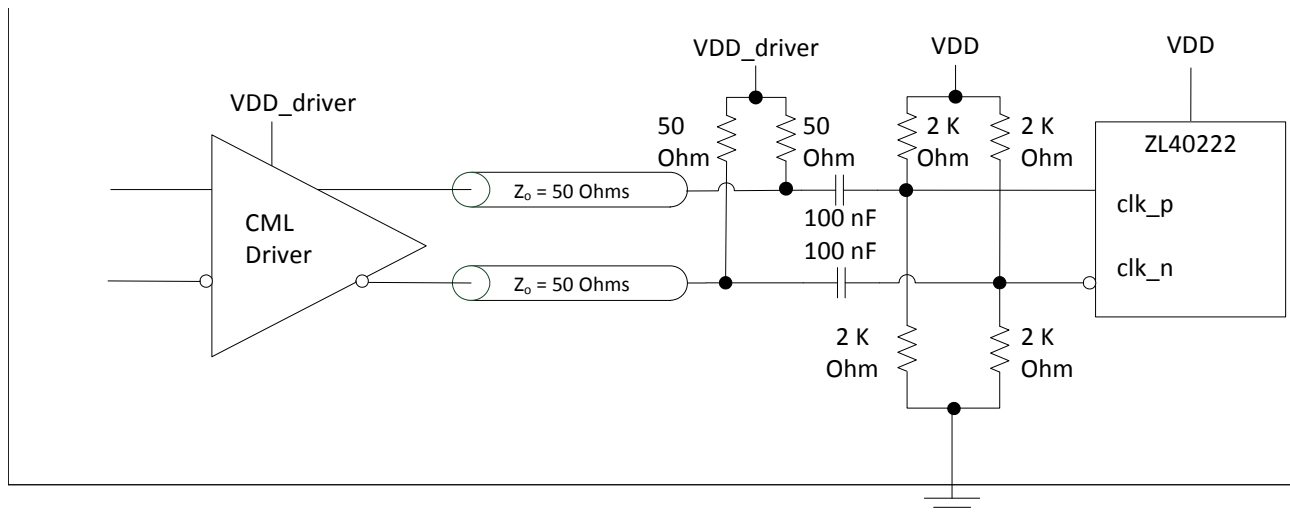 VDD_driver
VDD
VDD
VDD_driver
50
Ohm
50
Ohm
2 K
Ohm
2 K
Ohm
ZL40222
CML
Driver
Zo = 50 Ohms
clk_p
100 nF
100 nF
Zo = 50 Ohms
clk_n
2 K
Ohm
2 K
Ohm